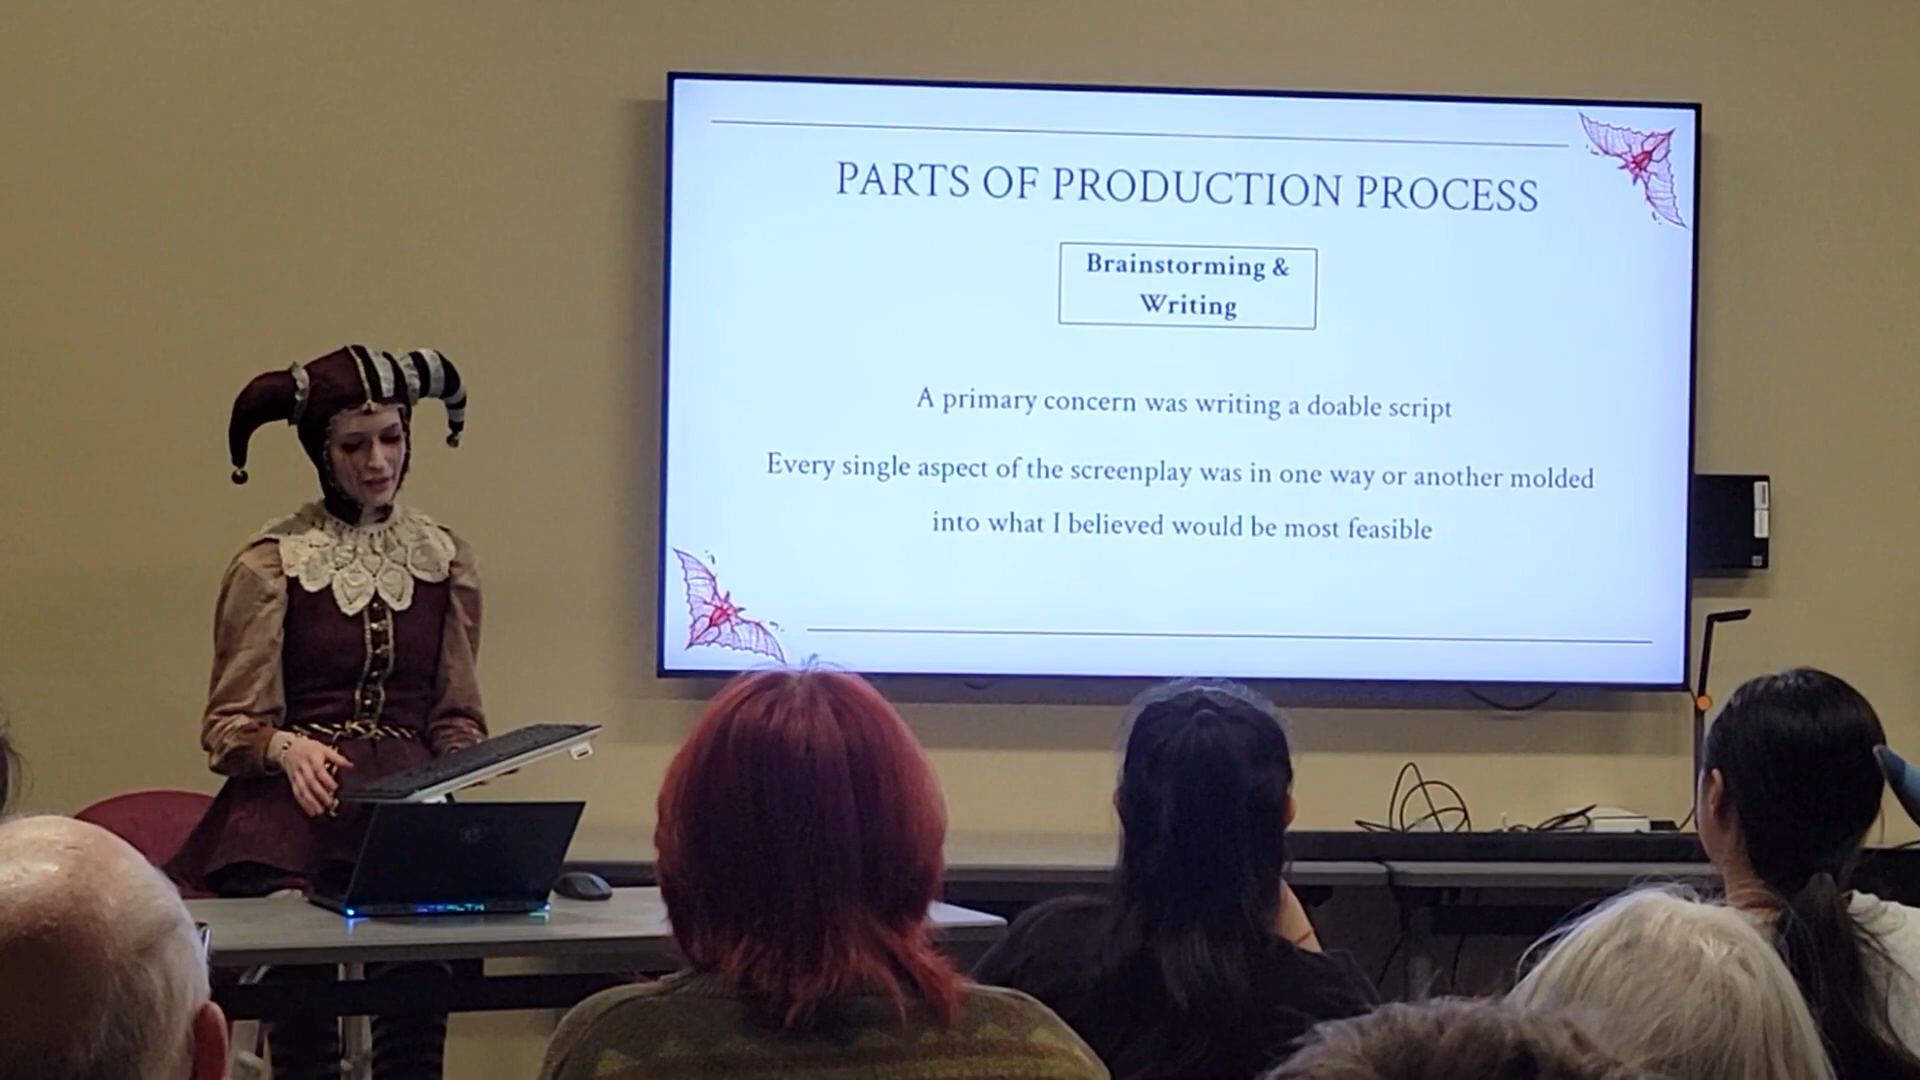 PARTS OF PRODUCTION PROCESS
Brainstorming &
Writing
A primary concern was writing a doable script
Every single aspect of the screenplay was in one way or another molded
into what I believed would be most feasible